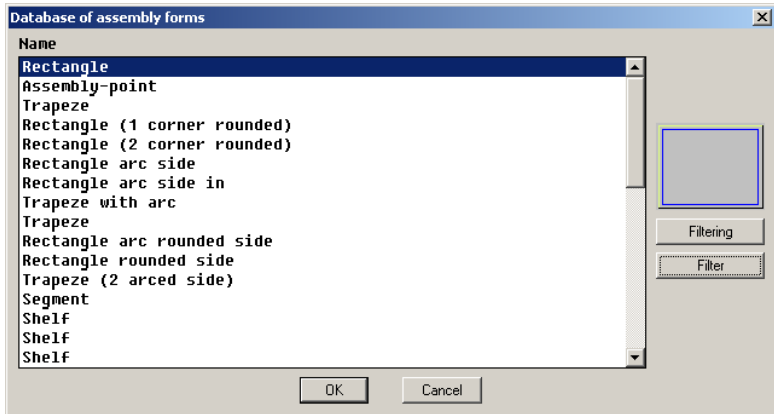 Database of assembly forms
Name
Rectangle
Assembly-point
Trapeze
Rectangle (1 corner rounded)
Rectangle (2 corner rounded)
Rectangle arc side
Rectangle arc side in
Trapeze with arc
Trapeze
Rectangle arc rounded side
Rectangle rounded side
Trapeze (2 arced side)
Segment
Shelf
Shelf
Shelf
Filtering
Filter
OK
Cancel